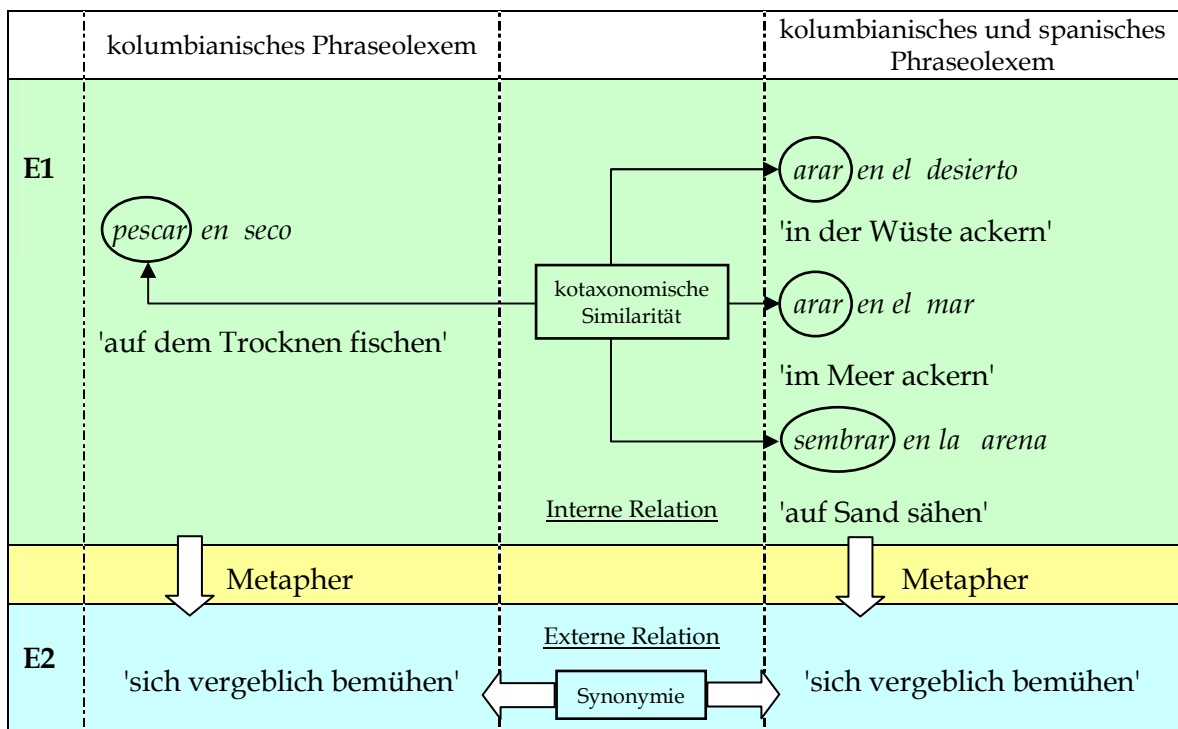 kolumbianisches Phraseolexem
kolumbianisches und spanisches
Phraseolexem
E1
pescar en seco
'auf dem Trocknen fischen'
kotaxonomische
Similarität
Interne Relation
arar en el desierto
'in der Wüste ackern'
arar en el mar
'im Meer ackern'
sembrar en la arena
'auf Sand sähen'
Metapher
Metapher
E2
'sich vergeblich bemühen'
Externe Relation
Synonymie
'sich vergeblich bemühen'